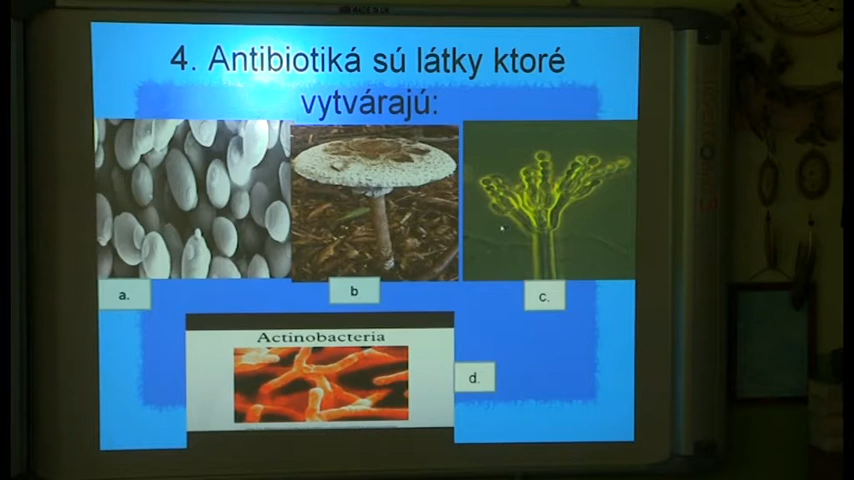 4. Antibiotiká sú látky ktoré
vytvárajú:
a.
b
c.
Actinobacteria
d.